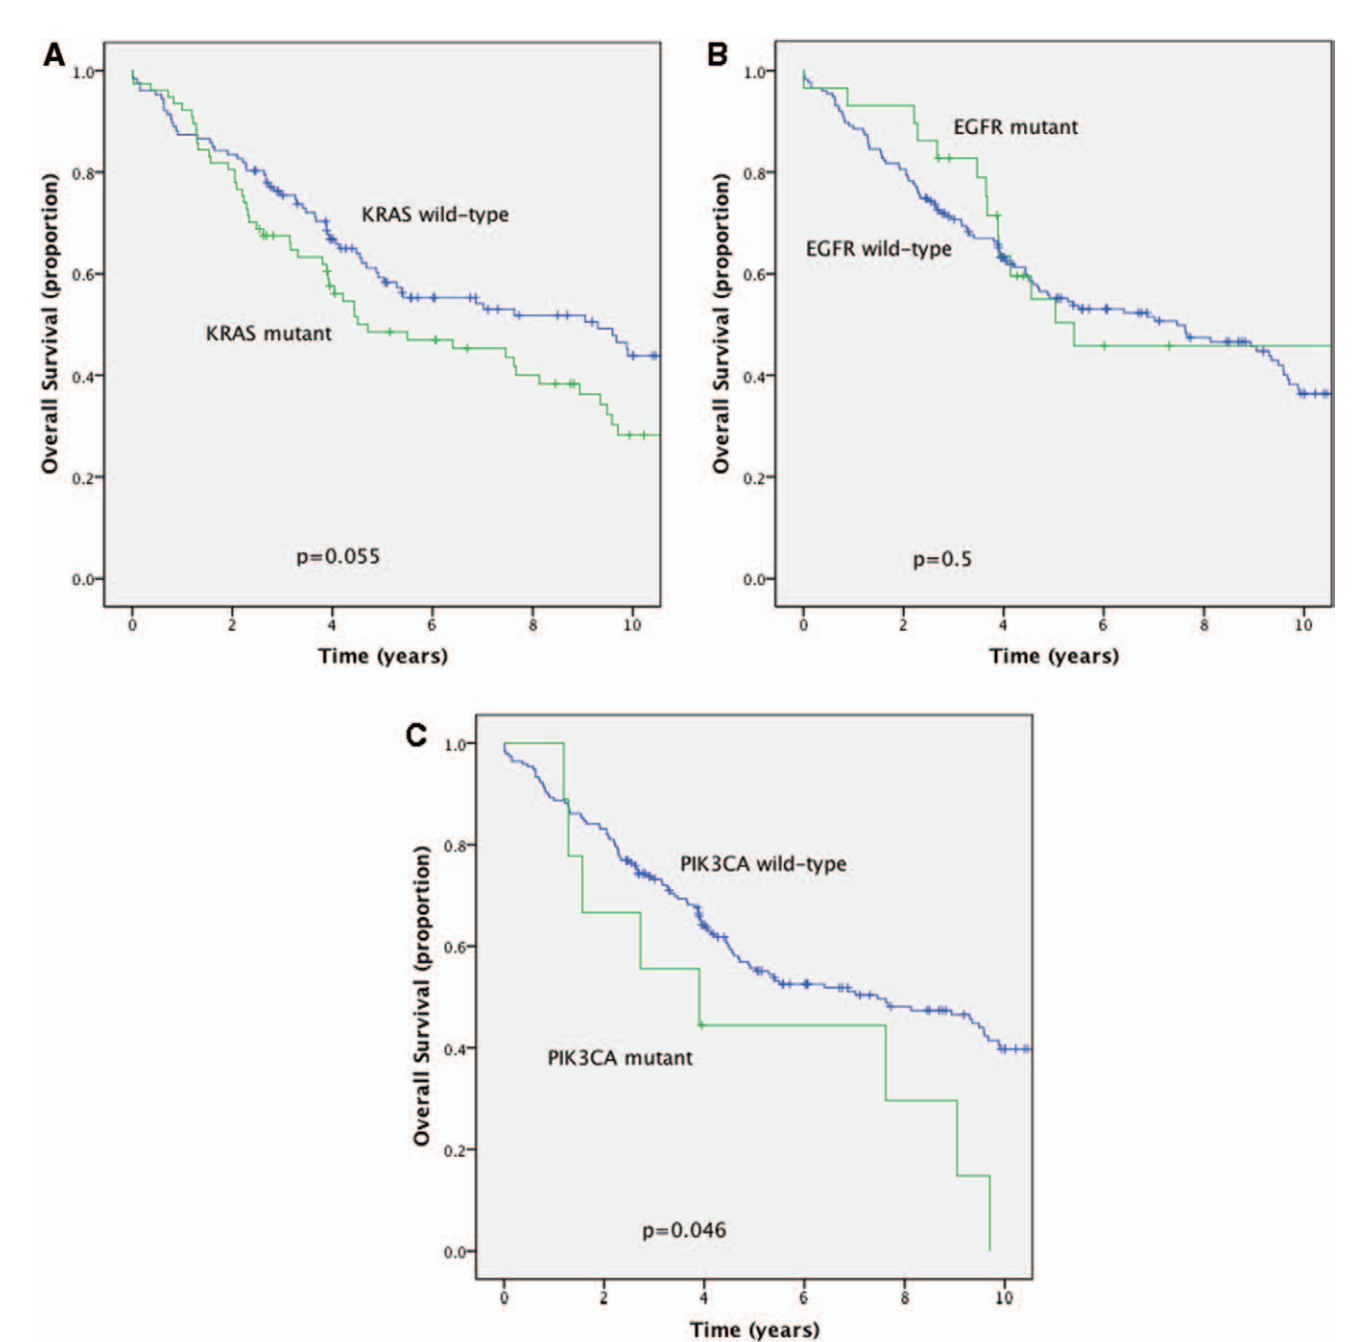 A
Overall Survival (proportion)
1.0
0.8
0.6
0.4
0.2
0.0
KRAS wild-type
KRAS mutant
p=0.055
0 2 4 6 8 10
Time (years)
B
Overall Survival (proportion)
1.0
0.8
0.6
0.4
0.2
0.0
EGFR mutant
EGFR wild-type
p=0.5
0 2 4 6 8 10
Time (years)
C
Overall Survival (proportion)
1.0
0.8
0.6
0.4
0.2
0.0
PIK3CA wild-type
PIK3CA mutant
p=0.046
0 2 4 6 8 10
Time (years)